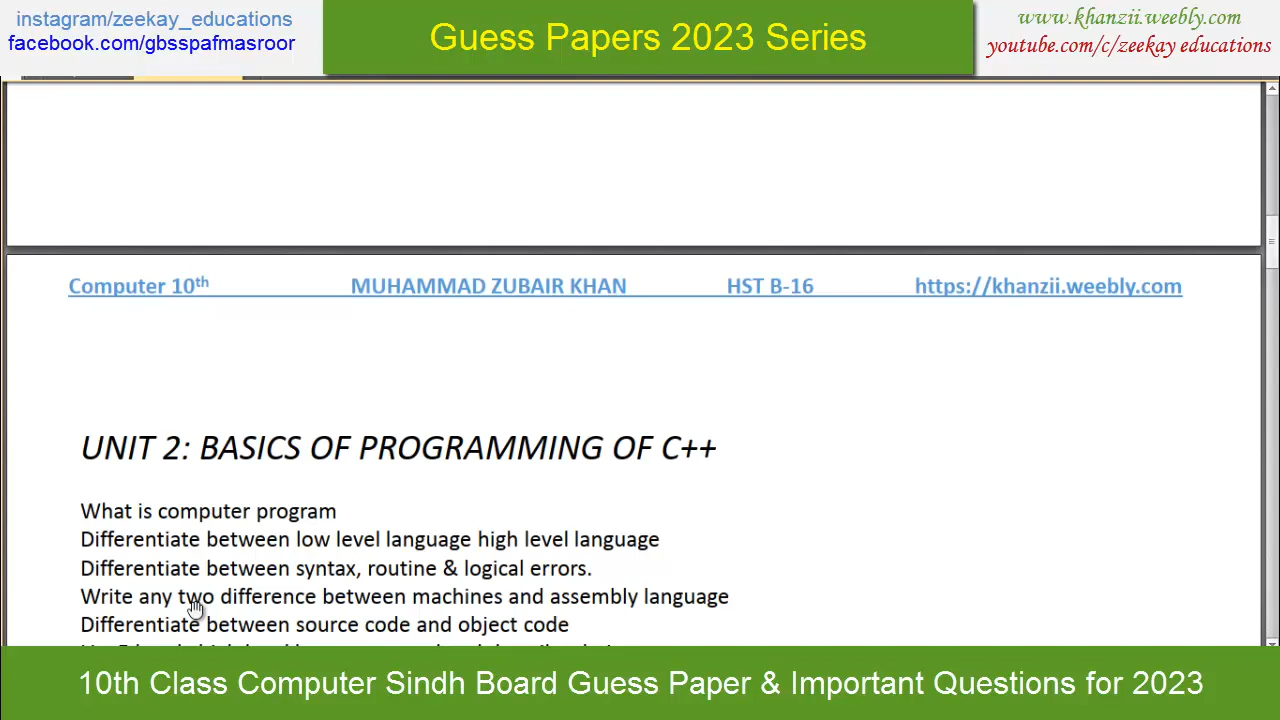 instagram/zeekay_educations
facebook.com/gbsspafmasroor
Guess Papers 2023 Series
www.khanzii.weebly.com
youtube.com/c/zeekay educations
Computer 10th MUHAMMAD ZUBAIR KHAN HST B-16 https://khanzii.weebly.com
UNIT 2: BASICS OF PROGRAMMING OF C++
What is computer program
Differentiate between low level language high level language
Differentiate between syntax, routine & logical errors.
Write any two difference between machines and assembly language
Differentiate between source code and object code
10th Class Computer Sindh Board Guess Paper & Important Questions for 2023